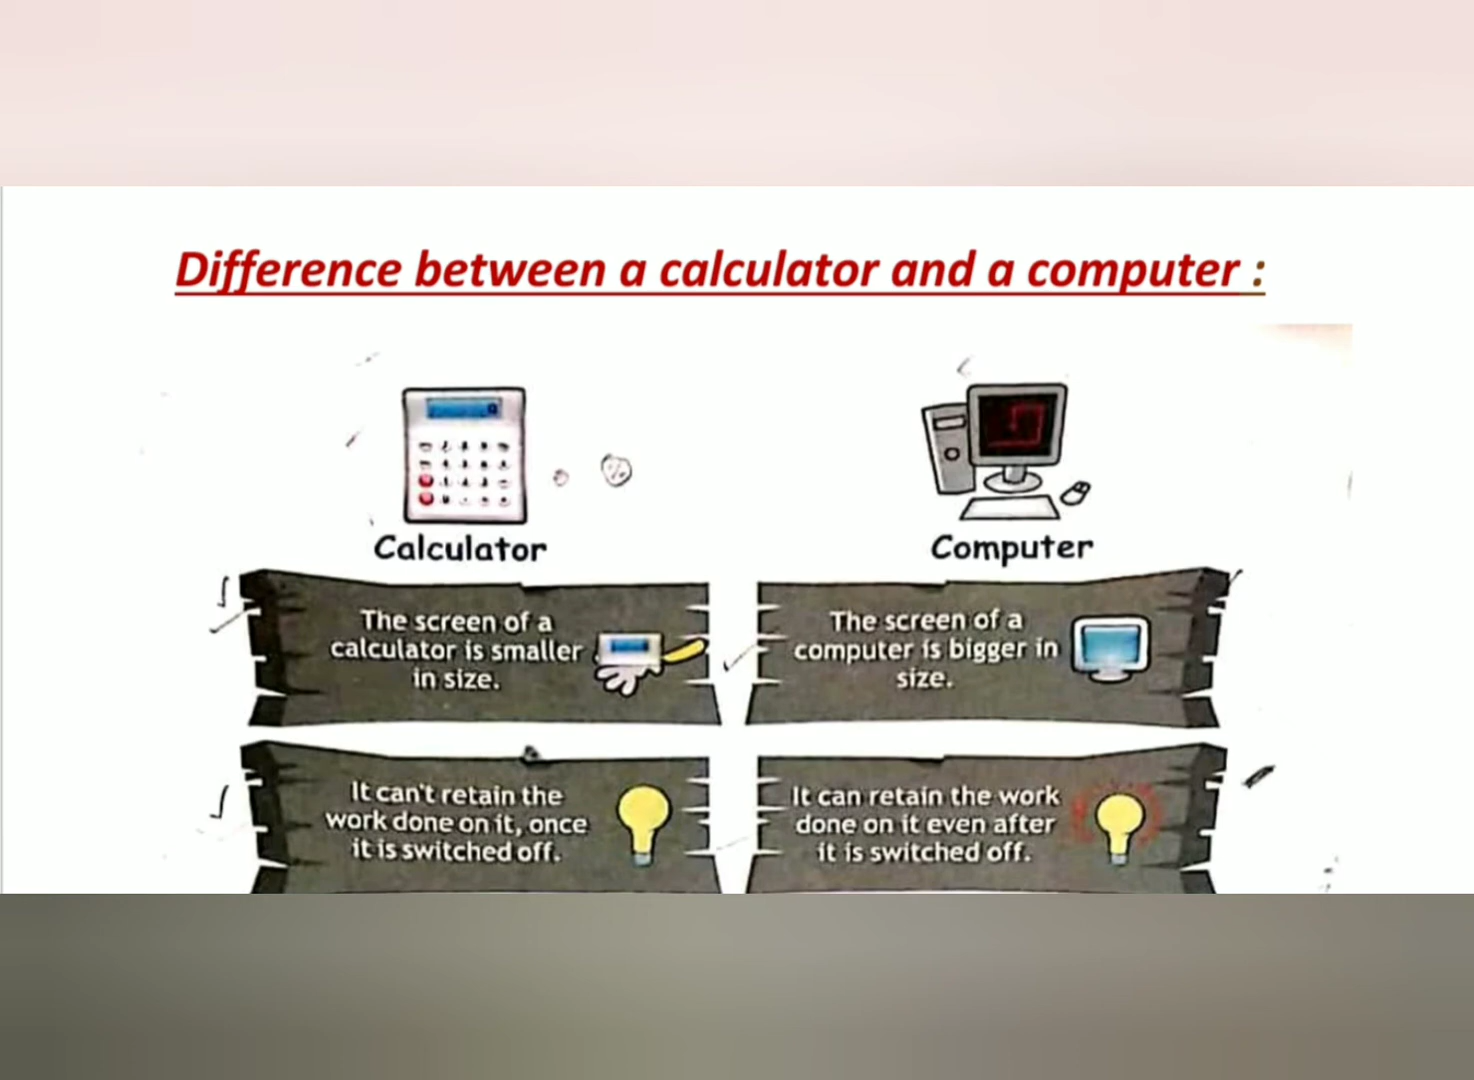 Difference between a calculator and a computer :
Calculator
Computer
The screen of a
calculator is smaller
in size.
The screen of a
computer is bigger in
size.
It can't retain the
work done on it, once
it is switched off.
It can retain the work
done on it even after
it is switched off.